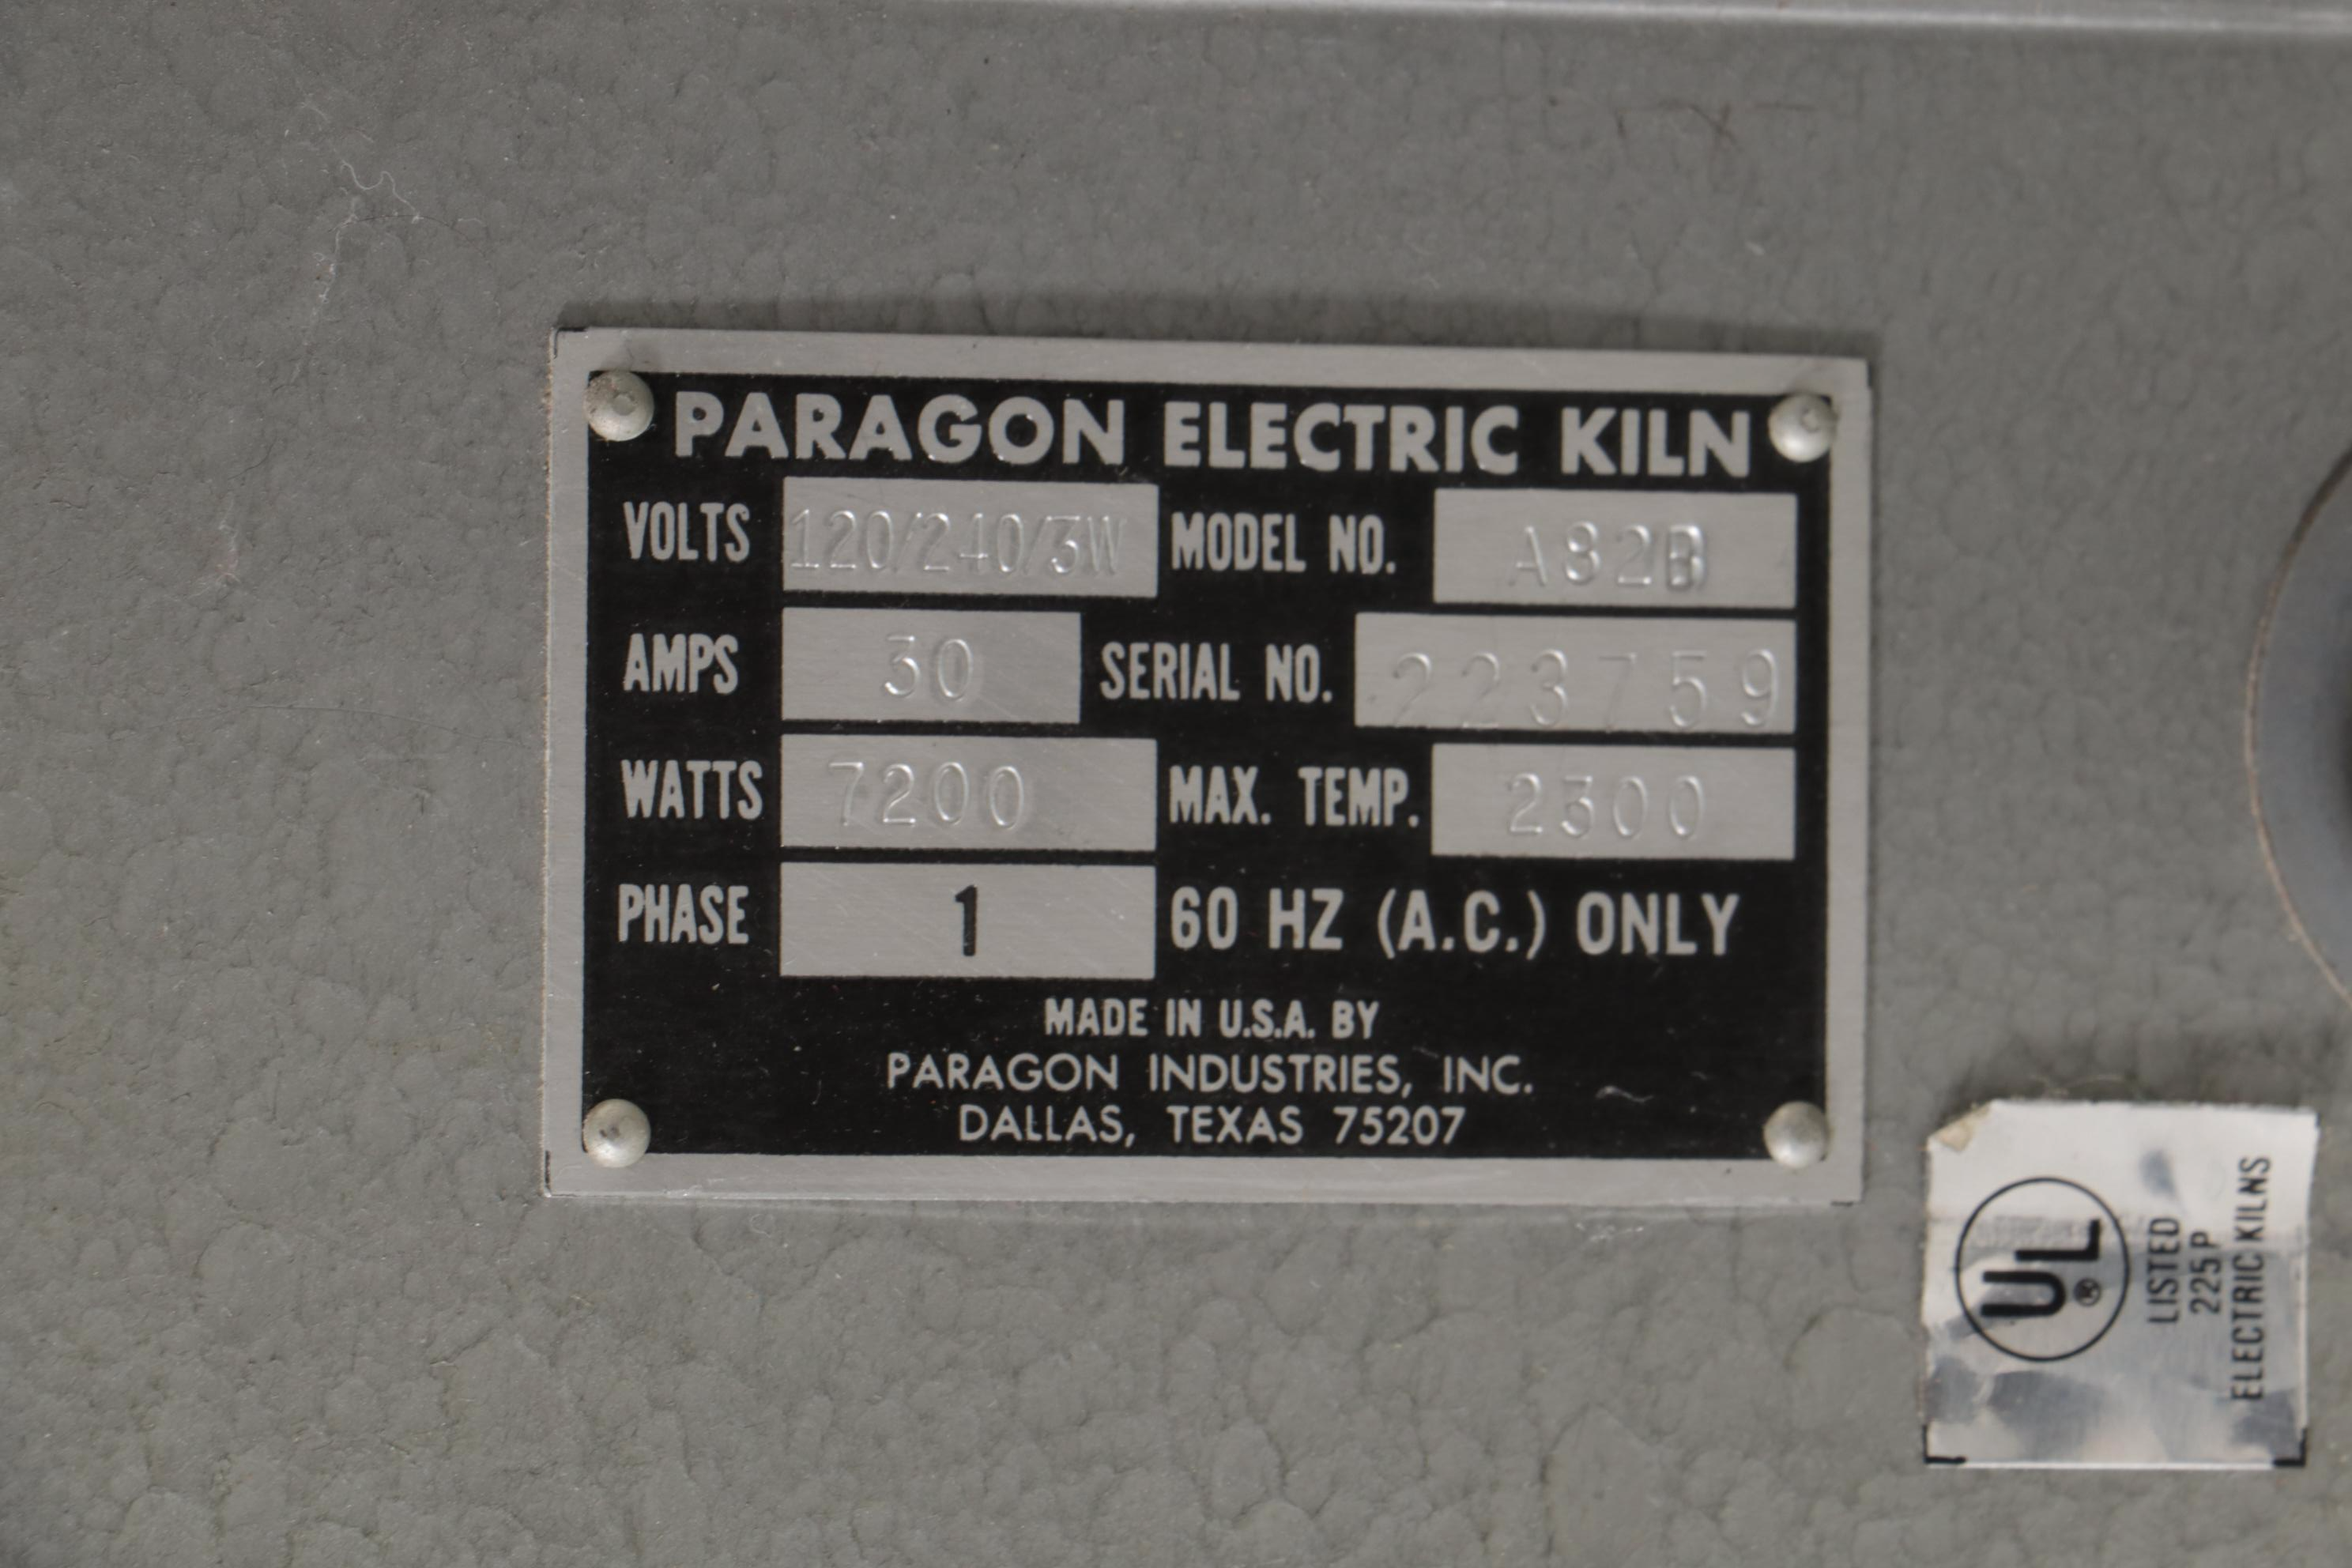 PARAGON ELECTRIC KILN
VOLTS 120/240/3W MODEL NO. A82B
AMPS 30 SERIAL NO. 223759
WATTS 7200 MAX. TEMP. 2300
PHASE 1 60 HZ (A.C.) ONLY
MADE IN U.S.A. BY
PARAGON INDUSTRIES, INC.
DALLAS, TEXAS 75207
UL®
LISTED
225P
ELECTRIC KILNS